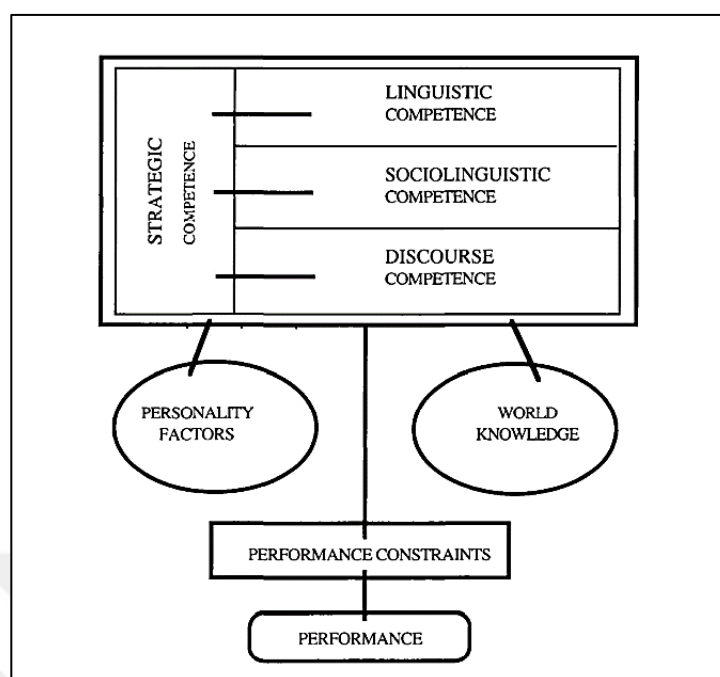 STRATEGIC
COMPETENCE
LINGUISTIC
COMPETENCE
SOCIOLINGUISTIC
COMPETENCE
DISCOURSE
COMPETENCE
PERSONALITY
FACTORS
WORLD
KNOWLEDGE
PERFORMANCE CONSTRAINTS
PERFORMANCE